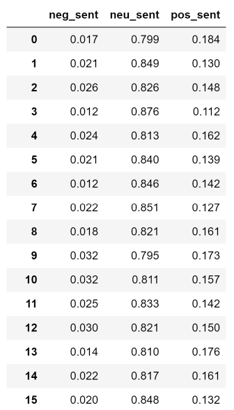 neg_sent neu_sent pos_sent
0 0.017 0.799 0.184
1 0.021 0.849 0.130
2 0.026 0.826 0.148
3 0.012 0.876 0.112
4 0.024 0.813 0.162
5 0.021 0.840 0.139
6 0.012 0.846 0.142
7 0.022 0.851 0.127
8 0.018 0.821 0.161
9 0.032 0.795 0.173
10 0.032 0.811 0.157
11 0.025 0.833 0.142
12 0.030 0.821 0.150
13 0.014 0.810 0.176
14 0.022 0.817 0.161
15 0.020 0.848 0.132